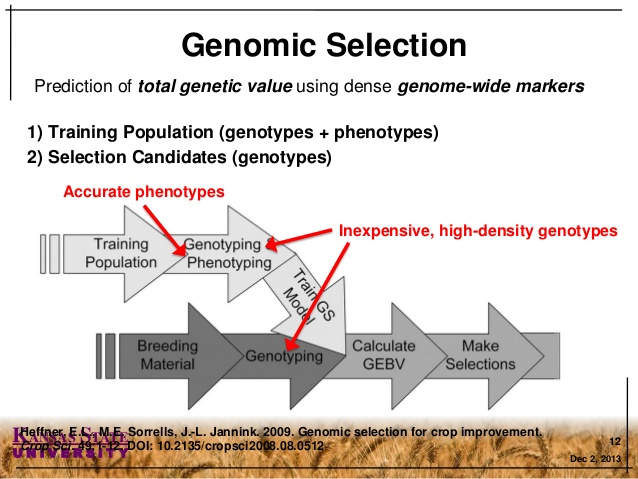 Genomic Selection
Prediction of total genetic value using dense genome-wide markers
1) Training Population (genotypes + phenotypes)
2) Selection Candidates (genotypes)
Accurate phenotypes
Inexpensive, high-density genotypes
Training
Population
Genotyping &
Phenotyping
Train GS
Model
Breeding
Material
Genotyping
Calculate
GEBV
Make
Selections
Heffner, E.L., M.E. Sorrells, J.-L. Jannink. 2009. Genomic selection for crop improvement.
Crop Sci. 49:1-12. DOI: 10.2135/cropsci2008.08.0512
KANSAS STATE
UNIVERSITY
12
Dec 2, 2013